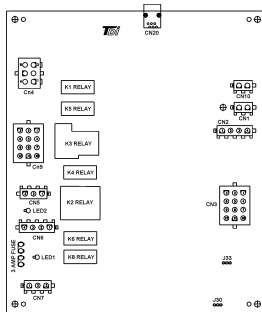 TGI
CN20
Cn4
K1 RELAY
CN10
K5 RELAY
CN1
CN2
K3 RELAY
Cn9
K4 RELAY
CN5
LED2
K2 RELAY
CN3
CN6
K6 RELAY
3 AMP FUSE
LED1
K8 RELAY
J33
CN7
J30